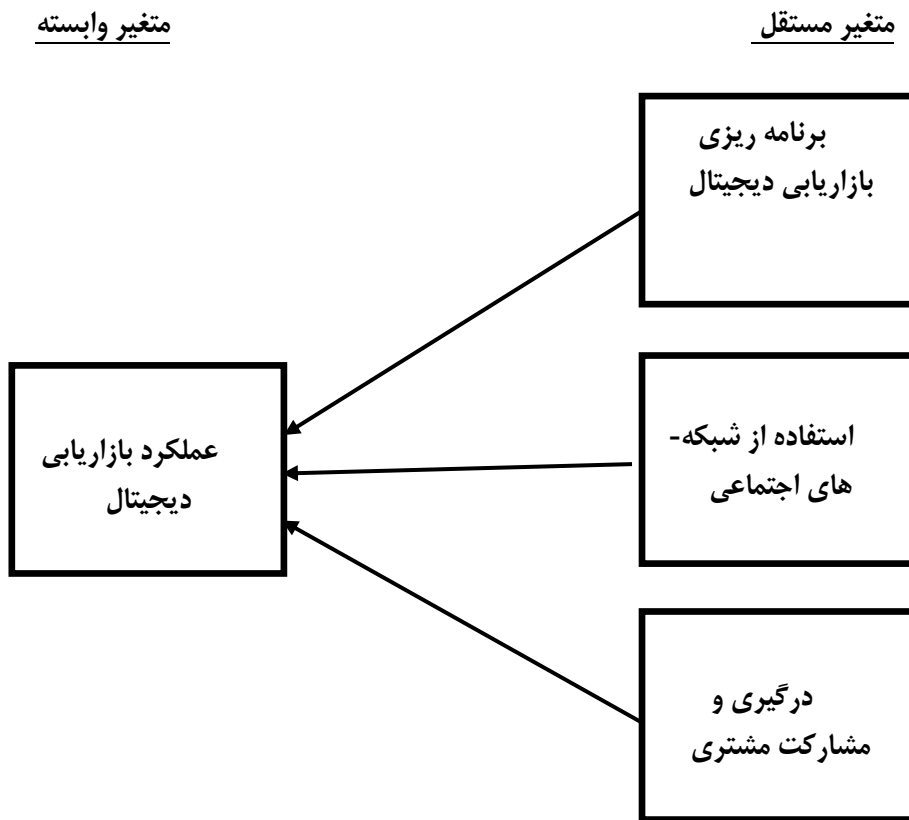 متغیر مستقل
متغیر وابسته
برنامه ریزی
بازاریابی دیجیتال
استفاده از شبکه-
های اجتماعی
عملکرد بازاریابی
دیجیتال
درگیری و
مشارکت مشتری